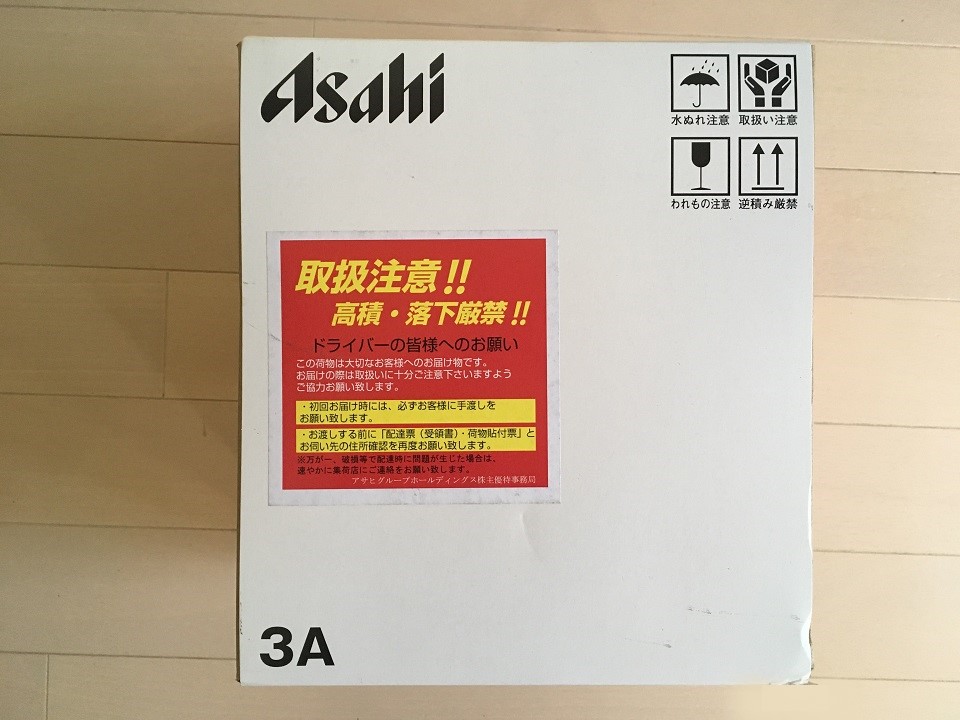 Asahi
水ぬれ注意 取扱い注意
われもの注意 逆積み厳禁
取扱注意!!
高積・落下厳禁!!
ドライバーの皆様へのお願い
この荷物は大切なお客様へのお届け物です。
お届けの際は取扱いに十分ご注意下さいますよう
ご協力お願い致します。
・初回お届け時には、必ずお客様に手渡しを
お願い致します。
・お渡しする前に「配達票（受領書）・荷物貼付票」と
お伺い先の住所確認を再度お願い致します。
※万が一、破損等で配達時に問題が生じた場合は、
速やかに集荷店にご連絡をお願い致します。
アサヒグループホールディングス株主優待事務局
3A